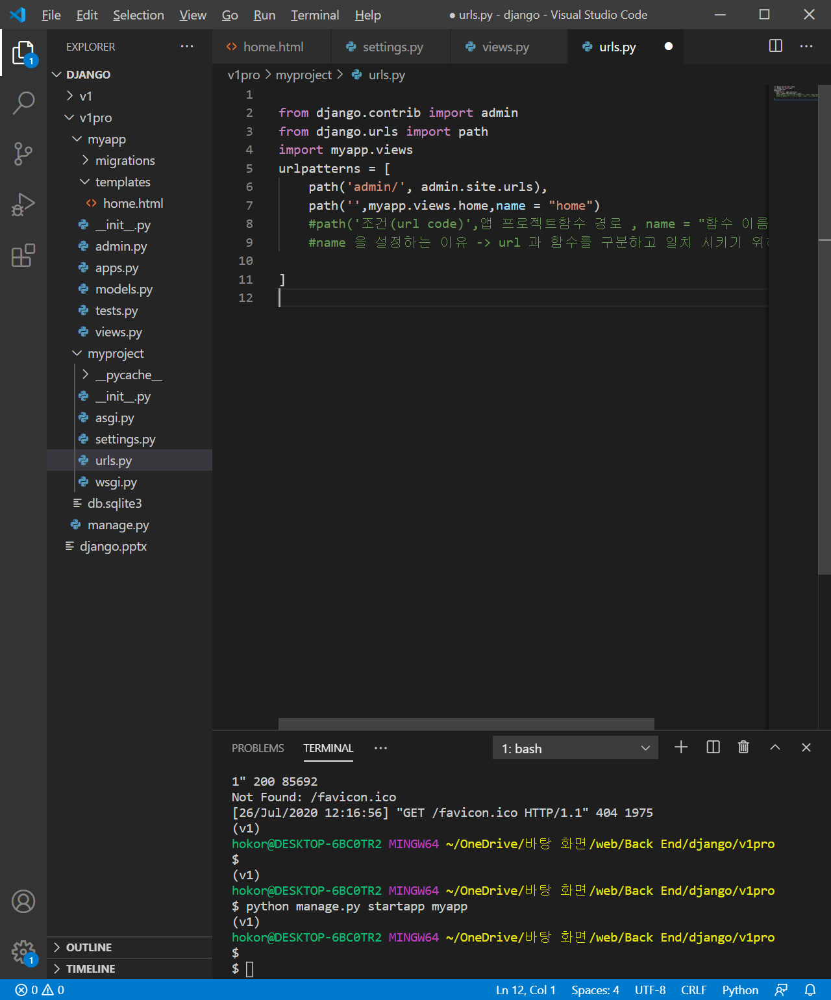 File Edit Selection View Go Run Terminal Help ● urls.py - django - Visual Studio Code
EXPLORER ···
home.html settings.py views.py urls.py
1
DJANGO
v1pro > myproject > urls.py
v1
v1pro
myapp
migrations
templates
home.html
__init__.py
admin.py
apps.py
models.py
tests.py
views.py
myproject
__pycache__
__init__.py
asgi.py
settings.py
urls.py
wsgi.py
db.sqlite3
manage.py
django.pptx
OUTLINE
TIMELINE
1
1
2 from django.contrib import admin
3 from django.urls import path
4 import myapp.views
5 urlpatterns = [
6 path('admin/', admin.site.urls),
7 path('',myapp.views.home,name = "home")
8 #path('조건(url code)',앱 프로젝트함수 경로 , name = "함수 이름
9 #name 을 설정하는 이유 -> url 과 함수를 구분하고 일치 시키기
10
11 ]
12
PROBLEMS TERMINAL ··· 1: bash
1" 200 85692
Not Found: /favicon.ico
[26/Jul/2020 12:16:56] "GET /favicon.ico HTTP/1.1" 404 1975
(v1)
hokor@DESKTOP-6BC0TR2 MINGW64 ~/OneDrive/바탕 화면/web/Back End/django/v1pro
$
(v1)
hokor@DESKTOP-6BC0TR2 MINGW64 ~/OneDrive/바탕 화면/web/Back End/django/v1pro
$ python manage.py startapp myapp
(v1)
hokor@DESKTOP-6BC0TR2 MINGW64 ~/OneDrive/바탕 화면/web/Back End/django/v1pro
$
$
0 0 Ln 12, Col 1 Spaces: 4 UTF-8 CRLF Python